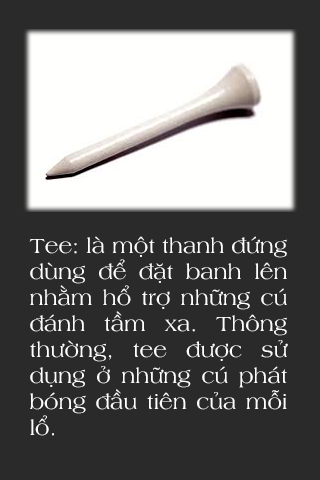 Tee: là một thanh đứng
dùng để đặt banh lên
nhằm hổ trợ những cú
đánh tầm xa. Thông
thường, tee được sử
dụng ở những cú phát
bóng đầu tiên của mỗi
lổ.